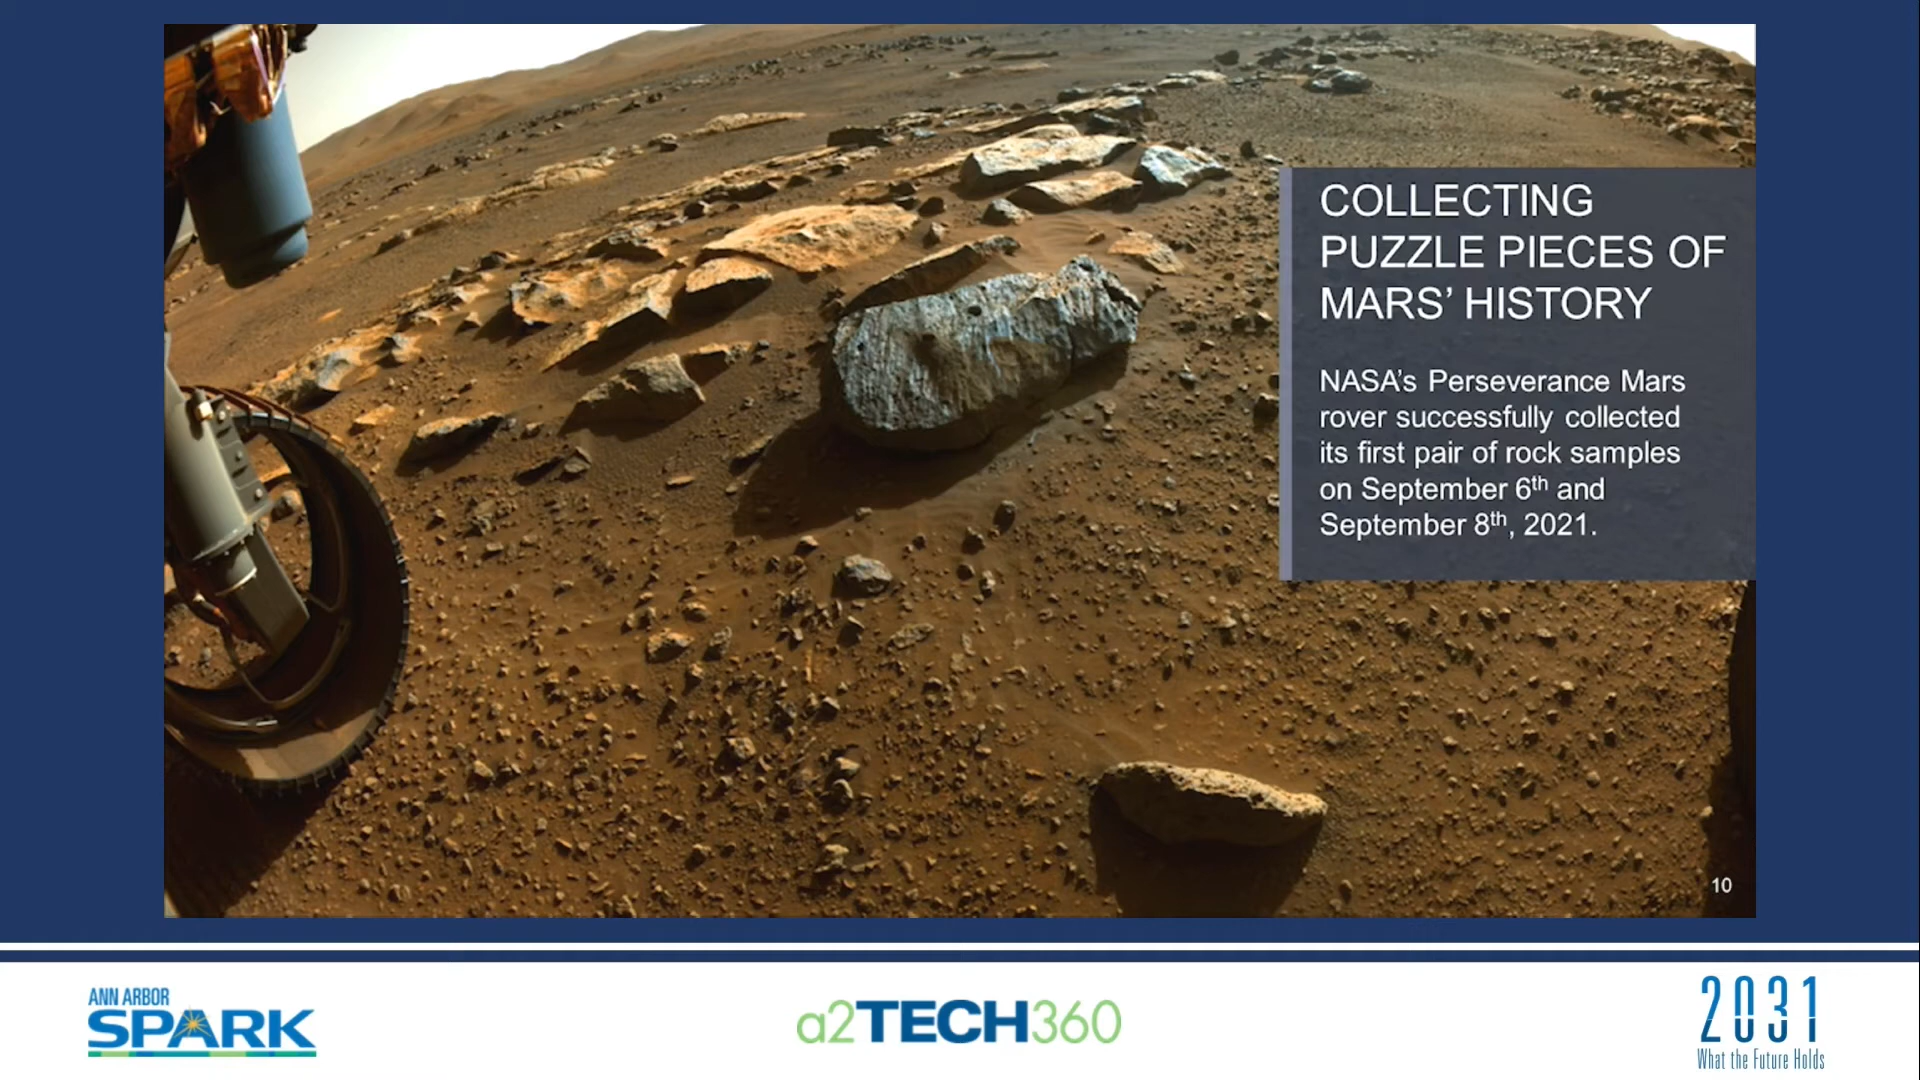 COLLECTING
PUZZLE PIECES OF
MARS’ HISTORY
NASA’s Perseverance Mars
rover successfully collected
its first pair of rock samples
on September 6th and
September 8th, 2021.
10
ANN ARBOR
SPARK
a2TECH360
2031
What the Future Holds